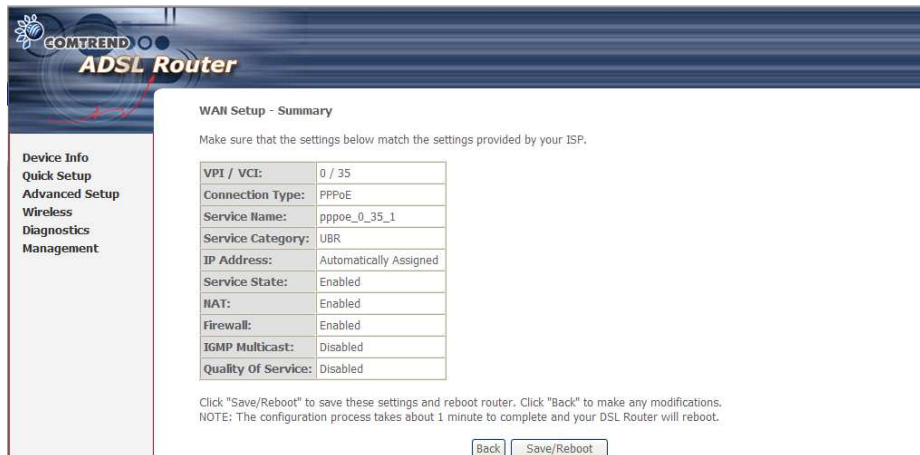 COMTREND
ADSL Router
Device Info
Quick Setup
Advanced Setup
Wireless
Diagnostics
Management
WAN Setup - Summary
Make sure that the settings below match the settings provided by your ISP.
VPI / VCI: 0 / 35
Connection Type: PPPoE
Service Name: pppoe_0_35_1
Service Category: UBR
IP Address: Automatically Assigned
Service State: Enabled
NAT: Enabled
Firewall: Enabled
IGMP Multicast: Disabled
Quality Of Service: Disabled
Click "Save/Reboot" to save these settings and reboot router. Click "Back" to make any modifications.
NOTE: The configuration process takes about 1 minute to complete and your DSL Router will reboot.
Back Save/Reboot